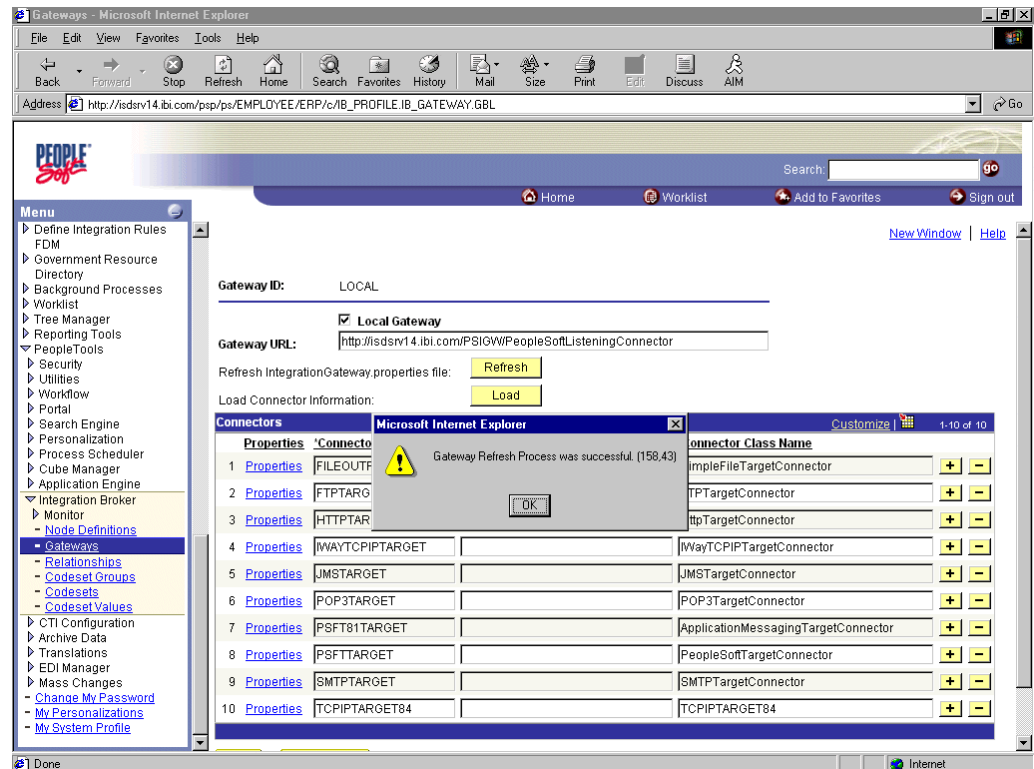 Gateways - Microsoft Internet Explorer
File Edit View Favorites Tools Help
Back Forward Stop Refresh Home Search Favorites History Mail Size Print Edit Discuss AIM
Address http://isdsrv14.ibi.com/psp/ps/EMPLOYEE/ERP/c/IB_PROFILE.IB_GATEWAY.GBL Go
PEOPLE Soft
Search: go
Home Worklist Add to Favorites Sign out
Menu
Define Integration Rules
FDM
Government Resource
Directory
Background Processes
Worklist
Tree Manager
Reporting Tools
PeopleTools
Security
Utilities
Workflow
Portal
Search Engine
Personalization
Process Scheduler
Cube Manager
Application Engine
Integration Broker
Monitor
- Node Definitions
- Gateways
- Relationships
- Codeset Groups
- Codesets
- Codeset Values
CTI Configuration
Archive Data
Translations
EDI Manager
Mass Changes
- Change My Password
- My Personalizations
- My System Profile
New Window | Help
Gateway ID: LOCAL
Local Gateway
Gateway URL: http://isdsrv14.ibi.com/PSIGW/PeopleSoftListeningConnector
Refresh IntegrationGateway.properties file: Refresh
Load Connector Information: Load
Connectors Customize | 1-10 of 10
Properties *Connecto onnector Class Name
1 Properties FILEOUTF impleFileTargetConnector + -
2 Properties FTPTARG TPTargetConnector + -
3 Properties HTTPTAR ttpTargetConnector + -
4 Properties IWAYTCPIPTARGET IWayTCPIPTargetConnector + -
5 Properties JMSTARGET JMSTargetConnector + -
6 Properties POP3TARGET POP3TargetConnector + -
7 Properties PSFT81TARGET ApplicationMessagingTargetConnector + -
8 Properties PSFTTARGET PeopleSoftTargetConnector + -
9 Properties SMTPTARGET SMTPTargetConnector + -
10 Properties TCPIPTARGET84 TCPIPTARGET84 + -
Microsoft Internet Explorer
Gateway Refresh Process was successful. (158,43)
OK
Done Internet